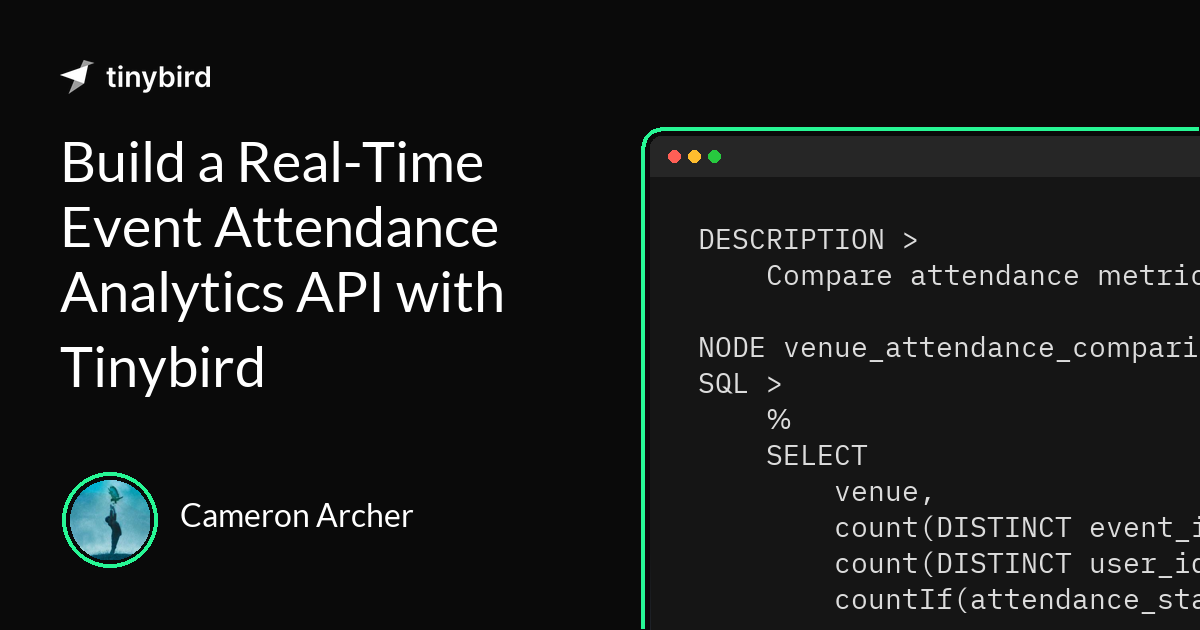 tinybird
Build a Real-Time
Event Attendance
Analytics API with
Tinybird
Cameron Archer
DESCRIPTION >
Compare attendance metric
NODE venue_attendance_compari
SQL >
%
SELECT
venue,
count(DISTINCT event_i
count(DISTINCT user_id
countIf(attendance_sta